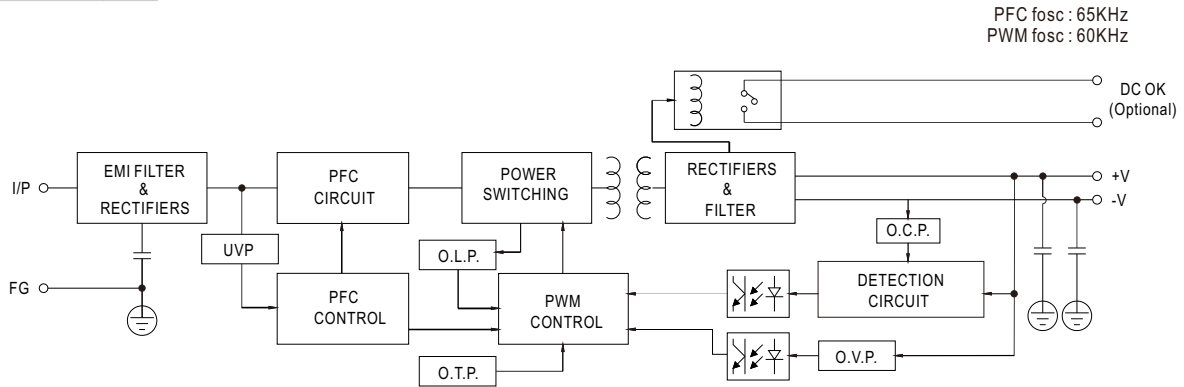 PFC fosc : 65KHz
PWM fosc : 60KHz
DC OK
(Optional)
I/P
EMI FILTER
&
RECTIFIERS
PFC
CIRCUIT
POWER
SWITCHING
RECTIFIERS
&
FILTER
+V
-V
UVP
O.L.P.
O.C.P.
FG
PFC
CONTROL
PWM
CONTROL
DETECTION
CIRCUIT
O.T.P.
O.V.P.